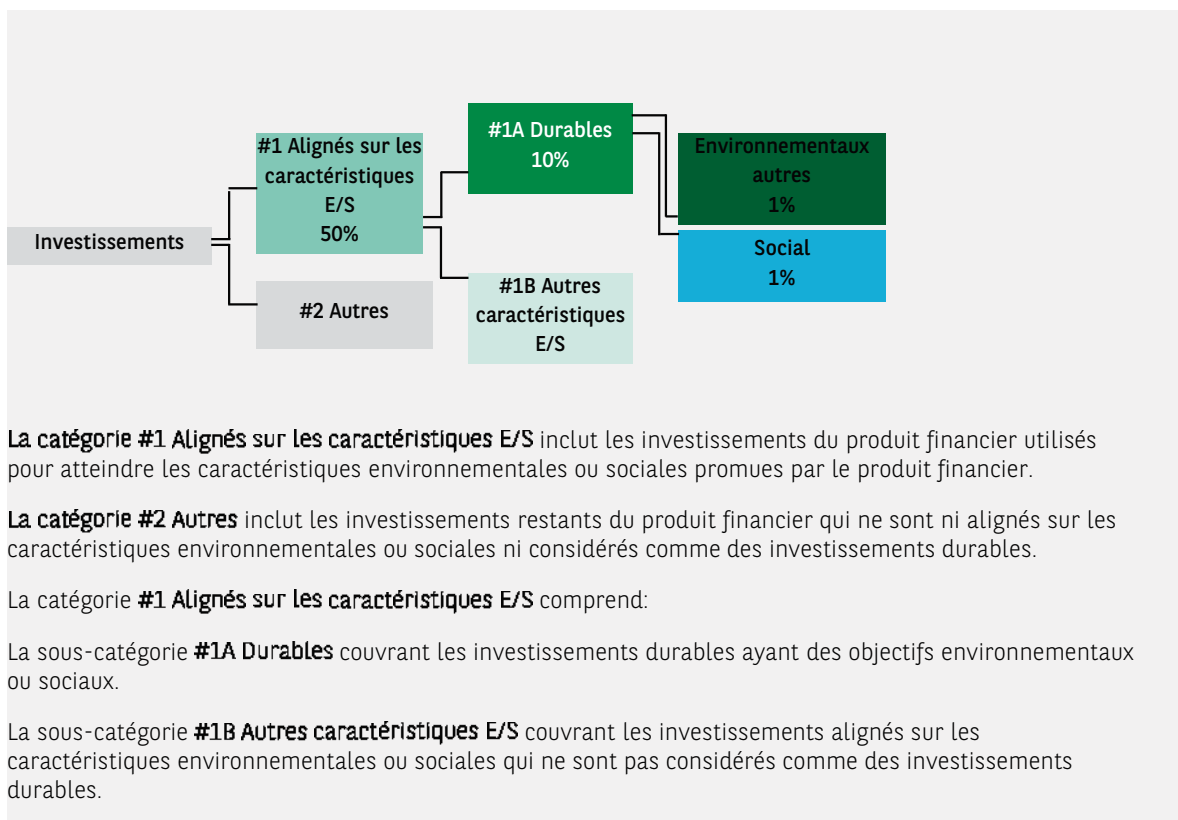 #1A Durables
10%
#1 Alignés sur les
caractéristiques
E/S
50%
Environnementaux
autres
1%
Investissements
Social
1%
#2 Autres
#1B Autres
caractéristiques
E/S
La catégorie #1 Alignés sur les caractéristiques E/S inclut les investissements du produit financier utilisés
pour atteindre les caractéristiques environnementales ou sociales promues par le produit financier.
La catégorie #2 Autres inclut les investissements restants du produit financier qui ne sont ni alignés sur les
caractéristiques environnementales ou sociales ni considérés comme des investissements durables.
La catégorie #1 Alignés sur les caractéristiques E/S comprend:
La sous-catégorie #1A Durables couvrant les investissements durables ayant des objectifs environnementaux
ou sociaux.
La sous-catégorie #1B Autres caractéristiques E/S couvrant les investissements alignés sur les
caractéristiques environnementales ou sociales qui ne sont pas considérés comme des investissements
durables.